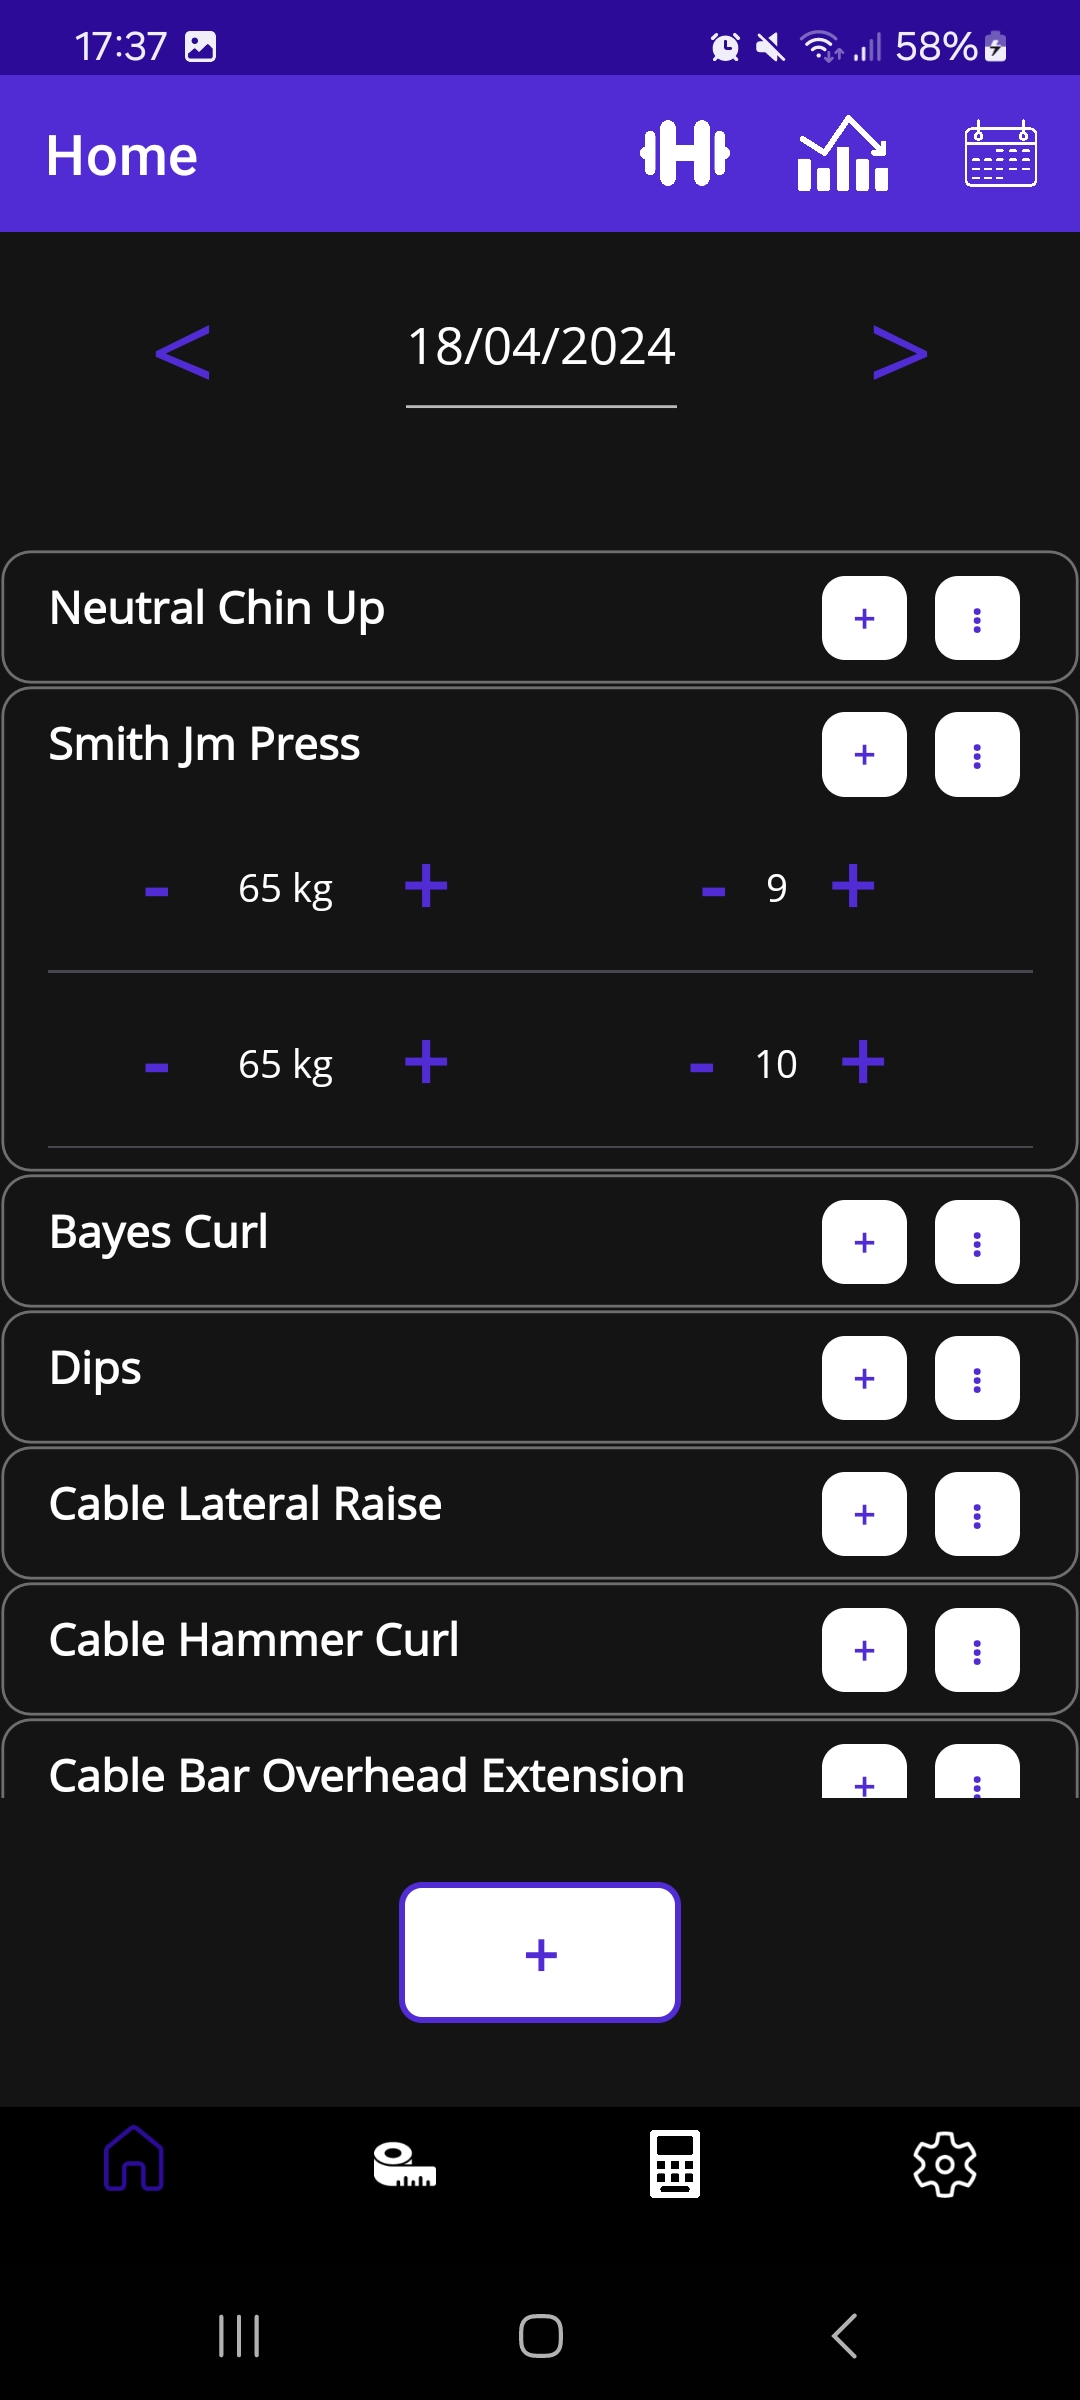 17:37 58%
Home
< 18/04/2024 >
Neutral Chin Up +
Smith Jm Press +
- 65 kg + - 9 +
- 65 kg + - 10 +
Bayes Curl +
Dips +
Cable Lateral Raise +
Cable Hammer Curl +
Cable Bar Overhead Extension +
+